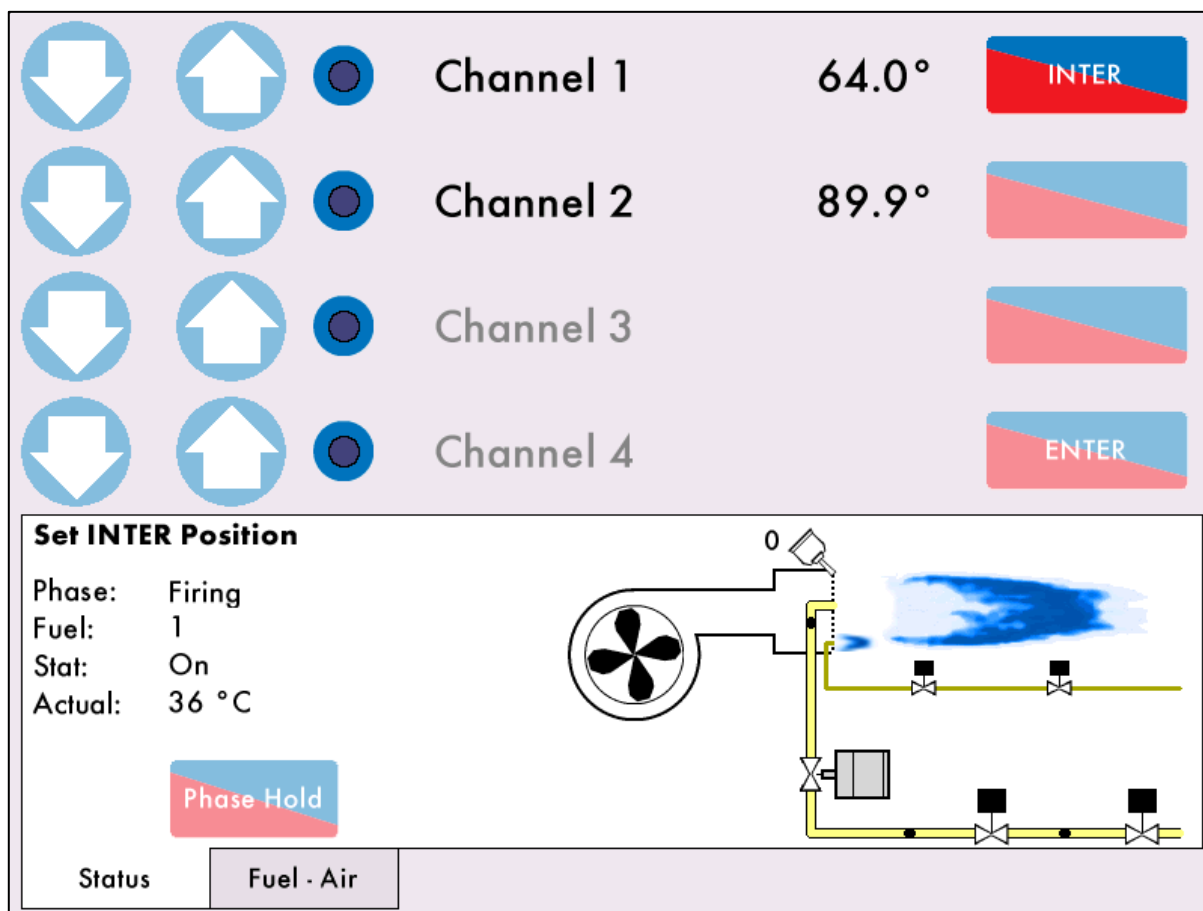 Channel 1 64.0° INTER
Channel 2 89.9°
Channel 3
Channel 4 ENTER
Set INTER Position
0
Phase: Firing
Fuel: 1
Stat: On
Actual: 36 °C
Phase Hold
Status Fuel - Air